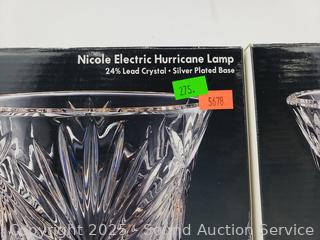 Nicole Electric Hurricane Lamp
24% Lead Crystal • Silver Plated Base
275.
5678
Copyright 2025 - Sound Auction Service